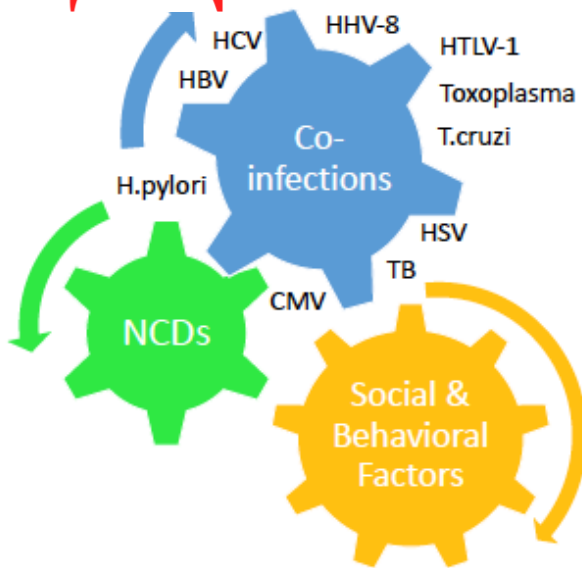 HCV
HHV-8
HTLV-1
HBV
Toxoplasma
Co-
infections
T.cruzi
H.pylori
HSV
TB
CMV
NCDs
Social &
Behavioral
Factors